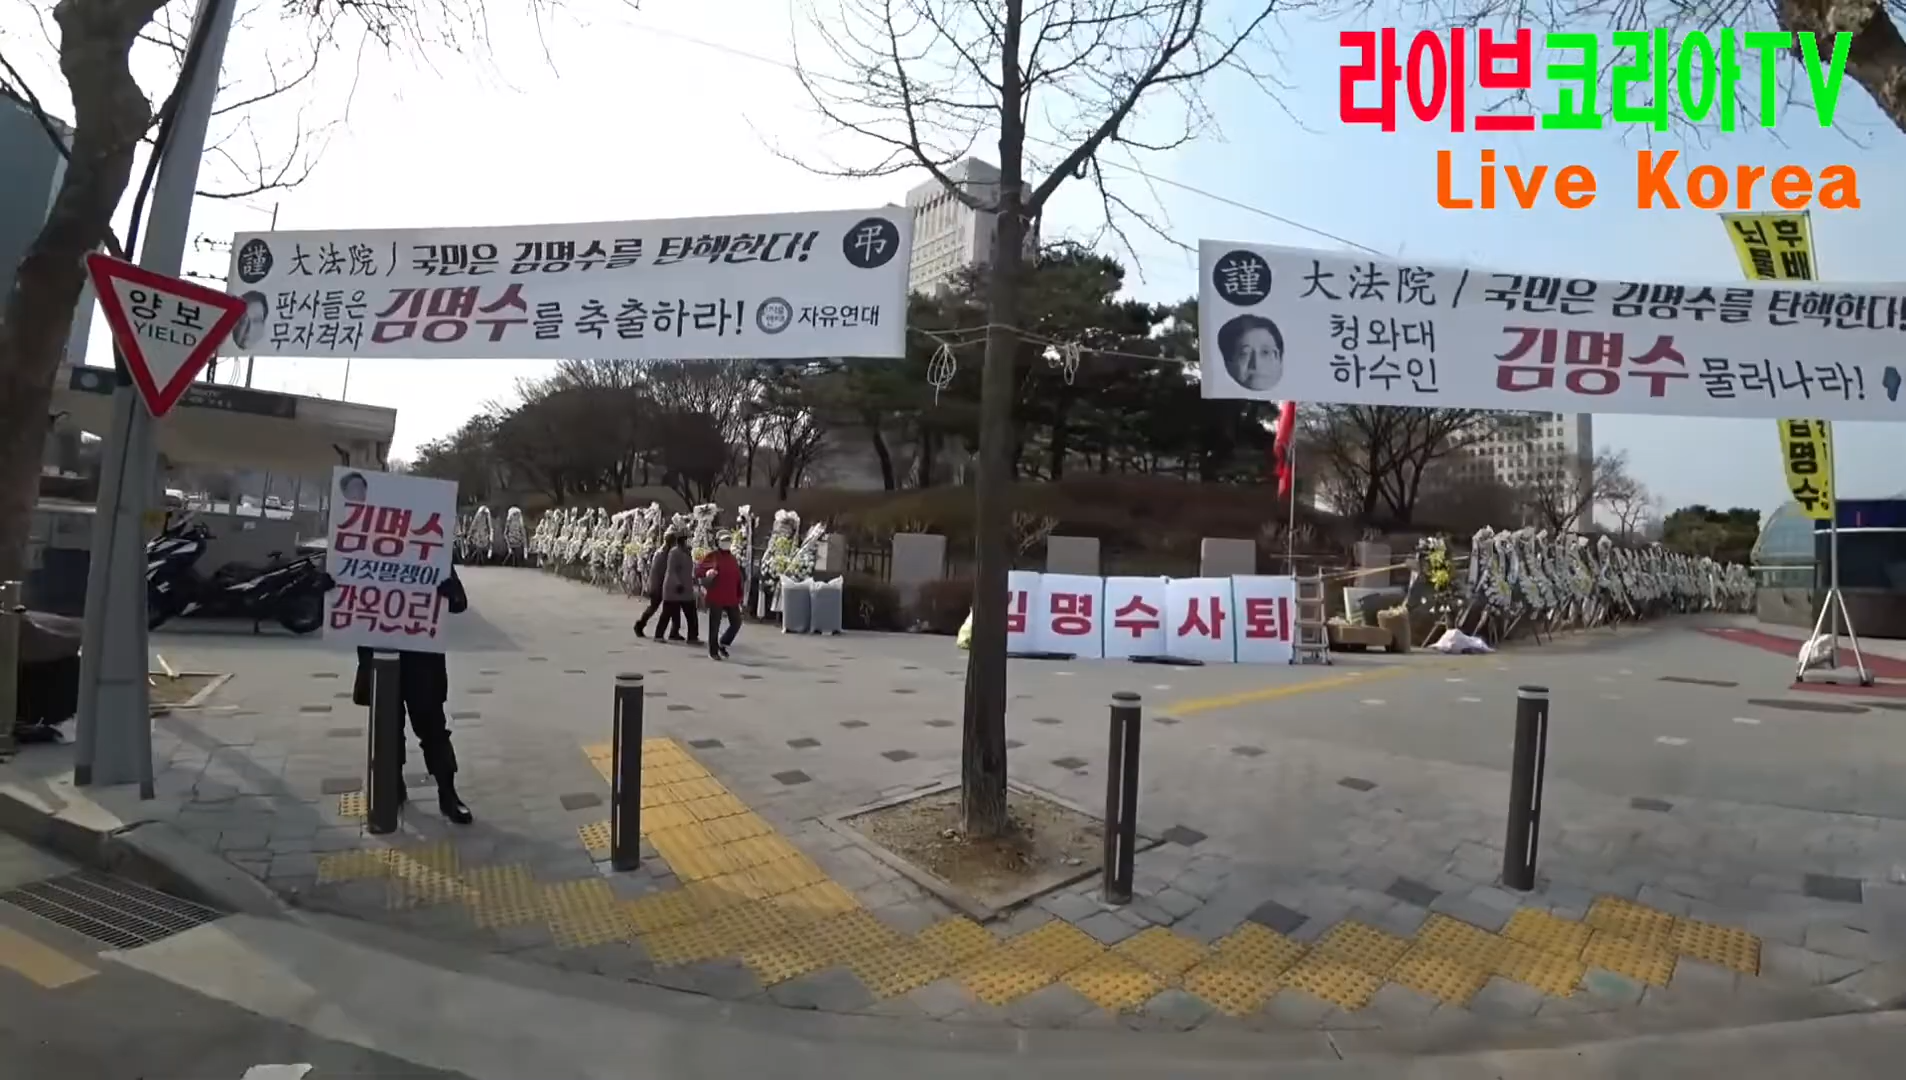 라이브코리아TV
Live Korea
謹 大法院 / 국민은 김명수를 탄핵한다! 弔
판사들은
무자격자 김명수를 축출하라! 자유연대
謹 大法院 / 국민은 김명수를 탄핵한다!
청와대
하수인 김명수 물러나라!
양보
YIELD
김명수
거짓말쟁이
감옥으로!
김명수사퇴
후배
뇌물
김명수